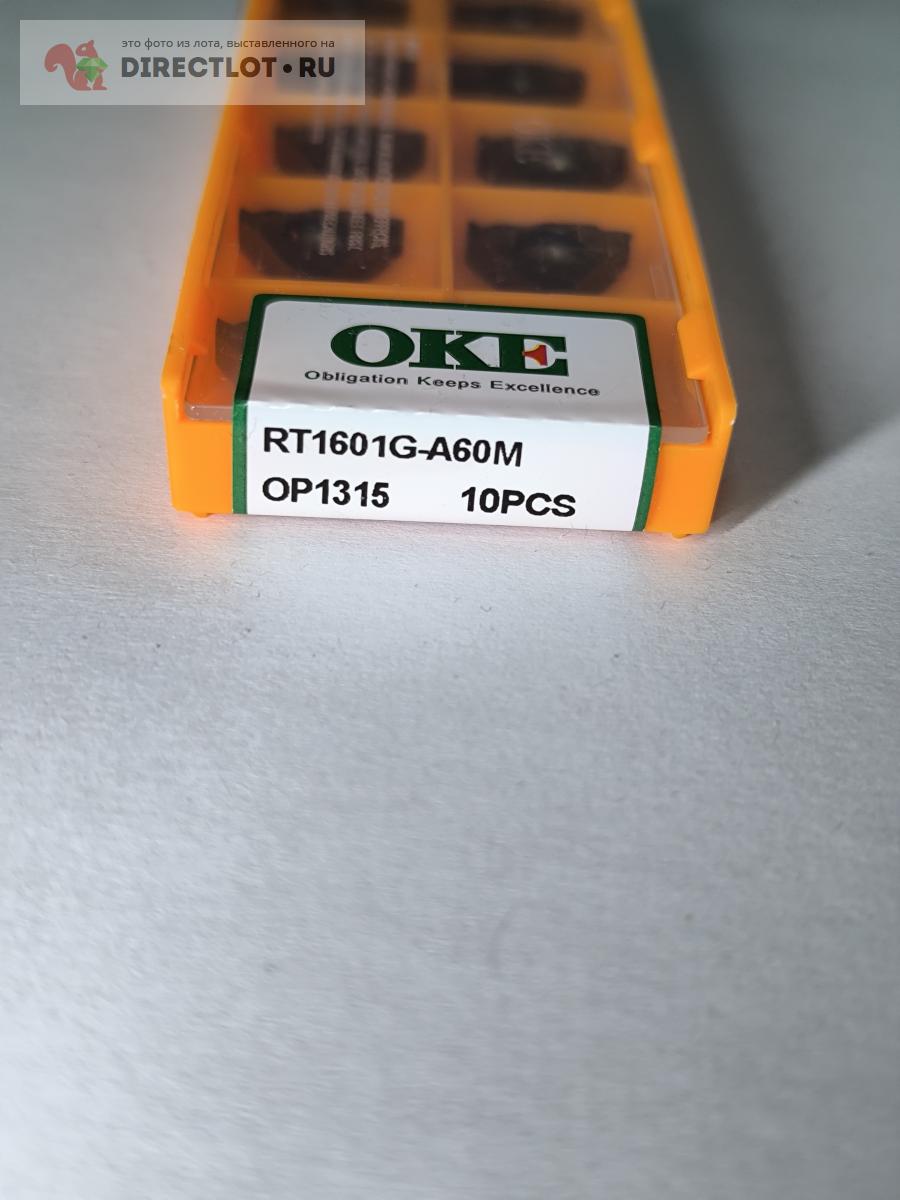 это фото из лота, выставленного на
DIRECTLOT•RU
OKE
Obligation Keeps Excellence
RT1601G-A60M
OP1315 10PCS